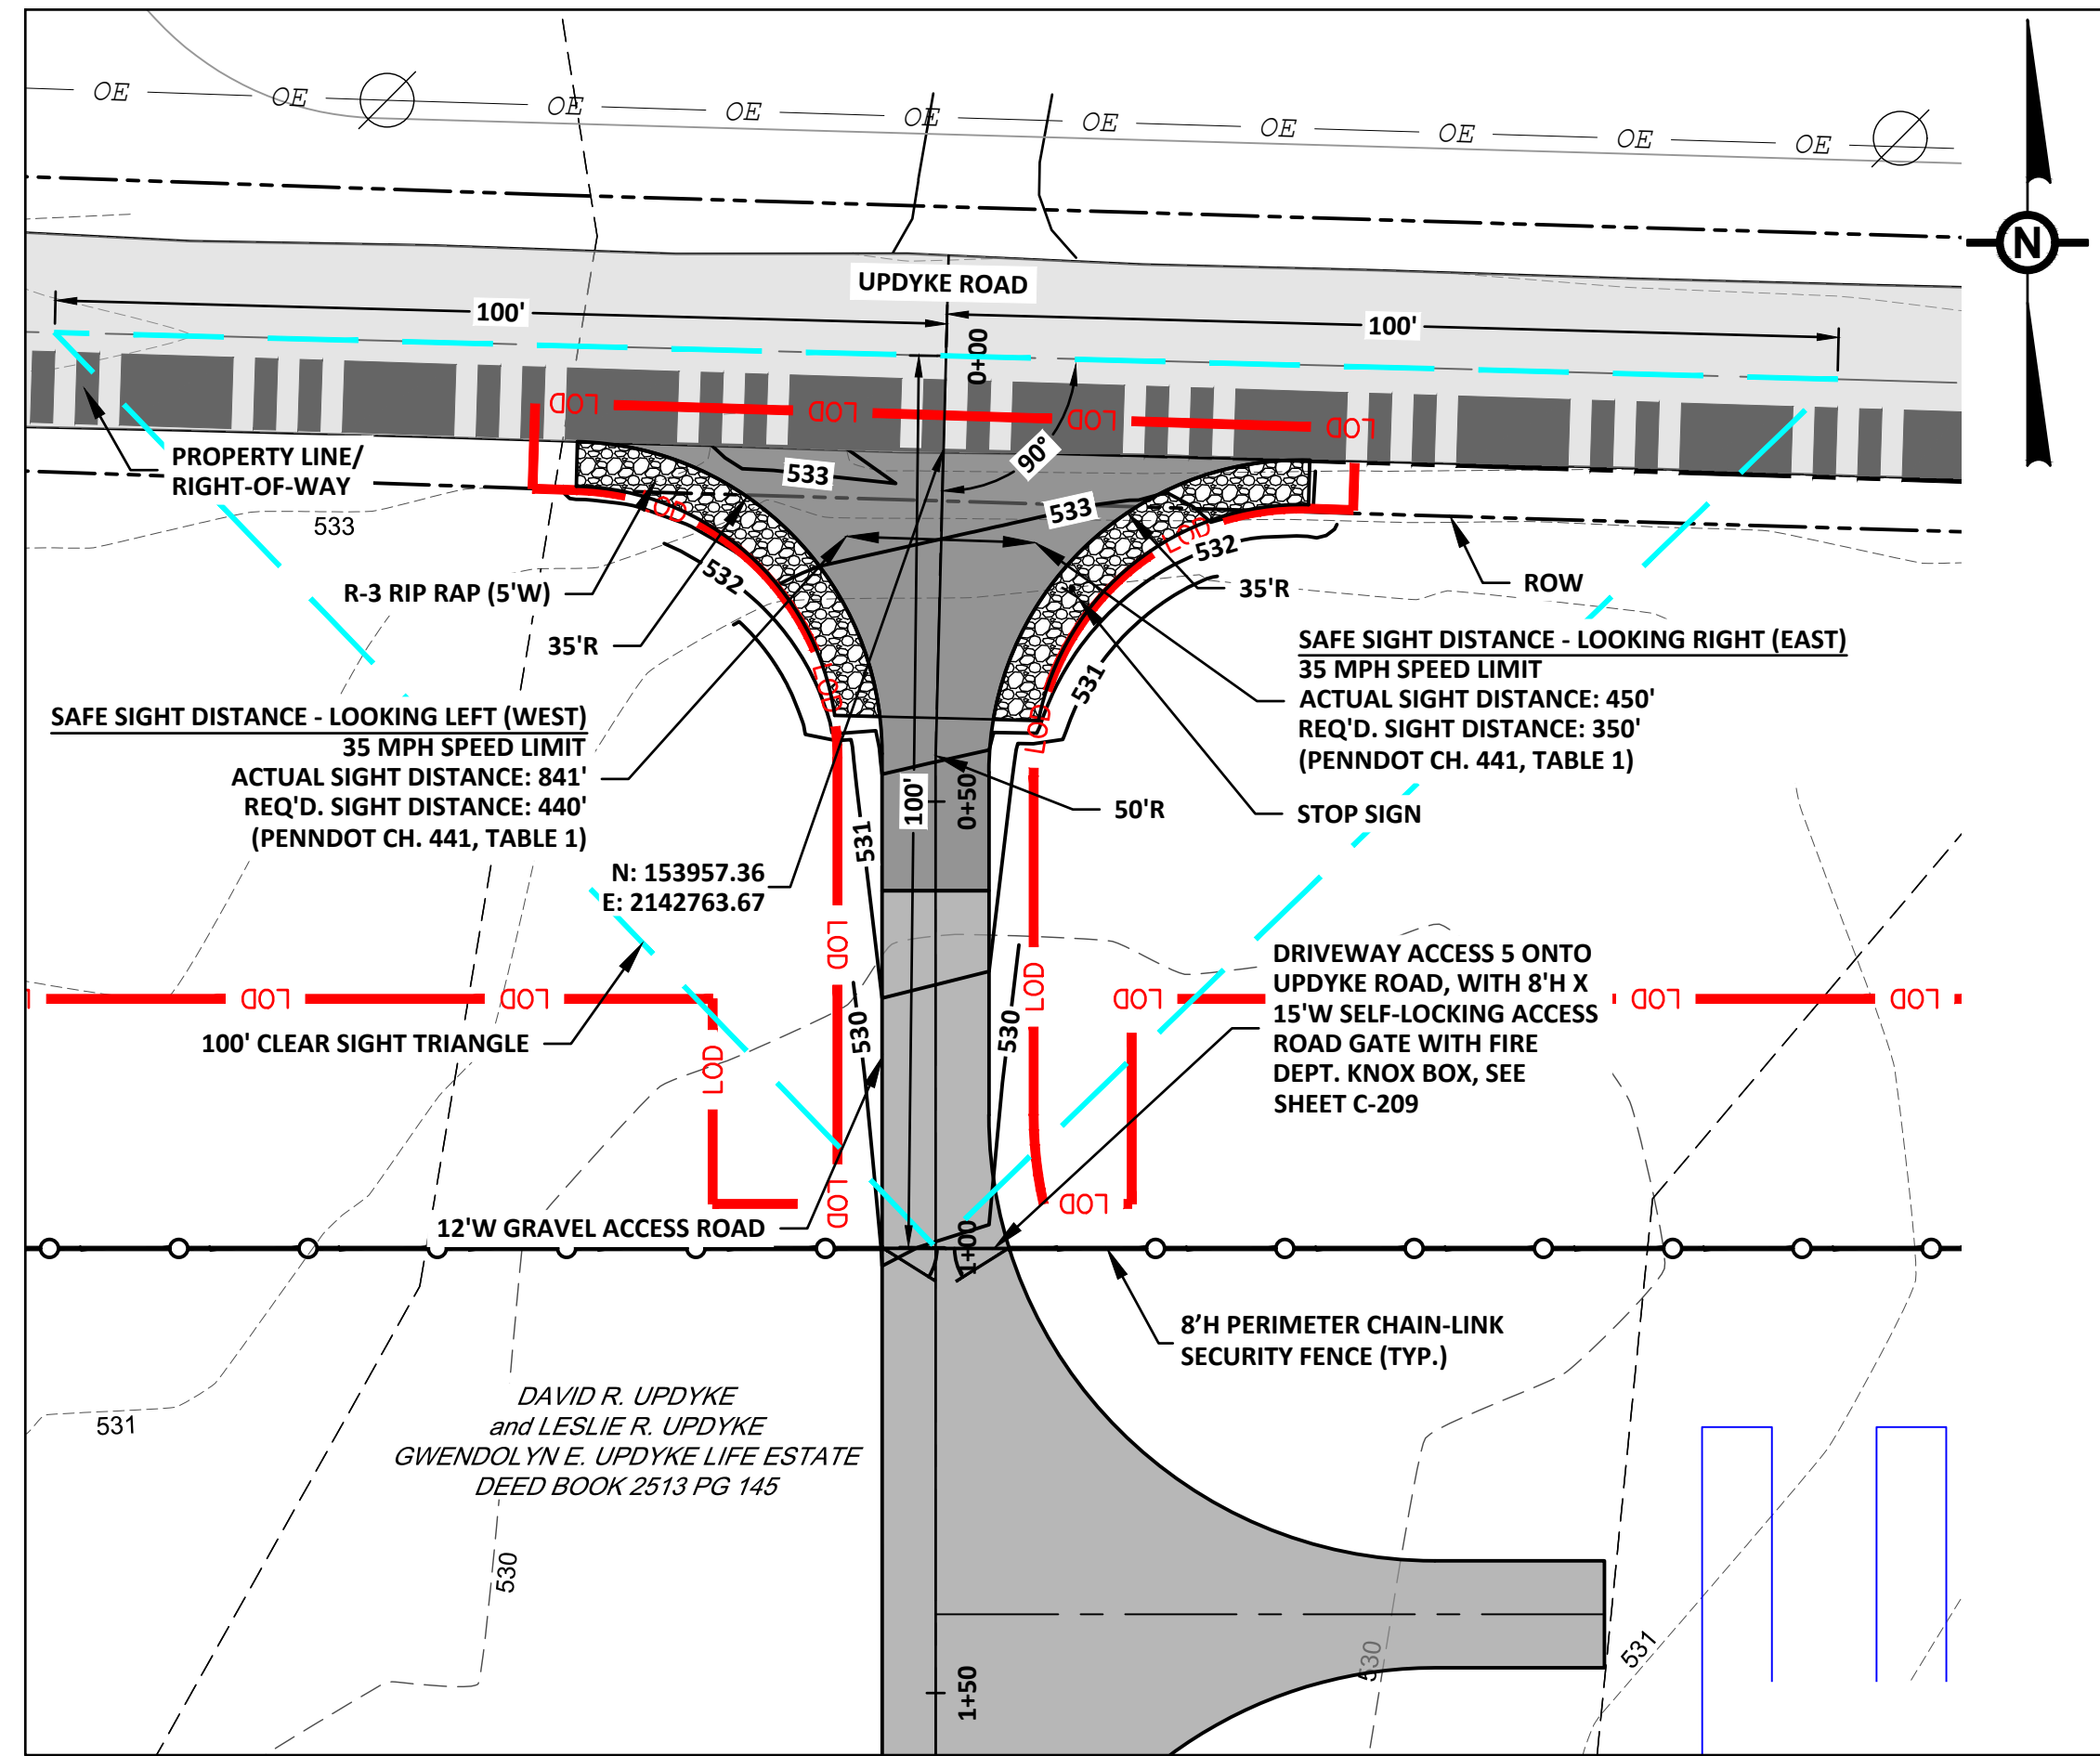 OE OE OE OE OE OE OE OE OE OE
N
UPDYKE ROAD
100'
100'
0+00
LOD LOD LOD LOD
90°
533
PROPERTY LINE/
RIGHT-OF-WAY
533
533
LOD
LOD
532
532
R-3 RIP RAP (5'W)
35'R
ROW
35'R
SAFE SIGHT DISTANCE - LOOKING RIGHT (EAST)
35 MPH SPEED LIMIT
ACTUAL SIGHT DISTANCE: 450'
REQ'D. SIGHT DISTANCE: 350'
(PENNDOT CH. 441, TABLE 1)
LOD
531
LOD
SAFE SIGHT DISTANCE - LOOKING LEFT (WEST)
35 MPH SPEED LIMIT
ACTUAL SIGHT DISTANCE: 841'
REQ'D. SIGHT DISTANCE: 440'
(PENNDOT CH. 441, TABLE 1)
100'
0+50
50'R
STOP SIGN
531
N: 153957.36
E: 2142763.67
LOD
LOD
DRIVEWAY ACCESS 5 ONTO
UPDYKE ROAD, WITH 8'H X
15'W SELF-LOCKING ACCESS
ROAD GATE WITH FIRE
DEPT. KNOX BOX, SEE
SHEET C-209
LOD LOD
LOD LOD LOD
530
530
100' CLEAR SIGHT TRIANGLE
LOD
LOD
LOD
12'W GRAVEL ACCESS ROAD
1+00
8'H PERIMETER CHAIN-LINK
SECURITY FENCE (TYP.)
531
DAVID R. UPDYKE
and LESLIE R. UPDYKE
GWENDOLYN E. UPDYKE LIFE ESTATE
DEED BOOK 2513 PG 145
530
530
531
1+50